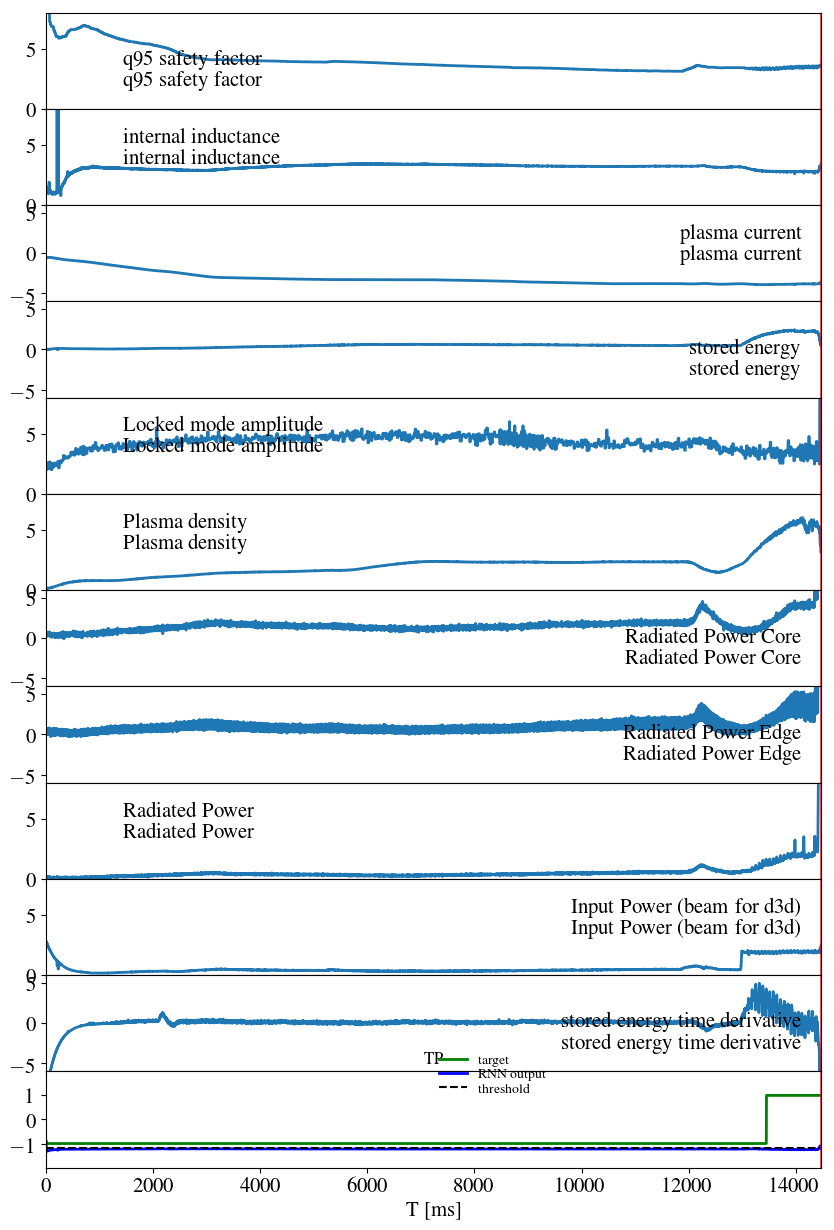 5
q95 safety factor
q95 safety factor
0
5
internal inductance
internal inductance
0
5
plasma current
0
plasma current
−5
5
stored energy
0
stored energy
−5
Locked mode amplitude
5
Locked mode amplitude
0
Plasma density
5
Plasma density
0
5
Radiated Power Core
0
Radiated Power Core
−5
5
Radiated Power Edge
0
Radiated Power Edge
−5
Radiated Power
5
Radiated Power
0
Input Power (beam for d3d)
5
Input Power (beam for d3d)
0
5
stored energy time derivative
0
stored energy time derivative
−5
TP
target
RNN output
threshold
1
0
−1
0 2000 4000 6000 8000 10000 12000 14000
T [ms]